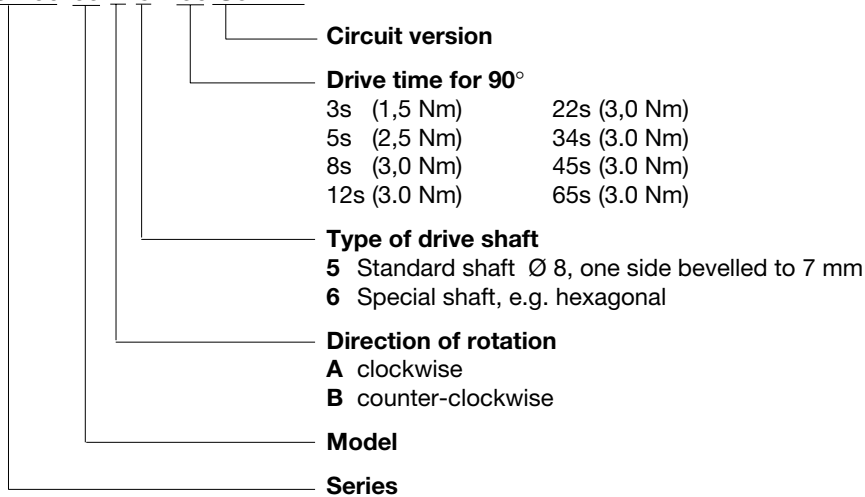 Circuit version
Drive time for 90°
3s (1,5 Nm) 22s (3,0 Nm)
5s (2,5 Nm) 34s (3.0 Nm)
8s (3,0 Nm) 45s (3.0 Nm)
12s (3.0 Nm) 65s (3.0 Nm)
Type of drive shaft
5 Standard shaft Ø 8, one side bevelled to 7 mm
6 Special shaft, e.g. hexagonal
Direction of rotation
A clockwise
B counter-clockwise
Model
Series